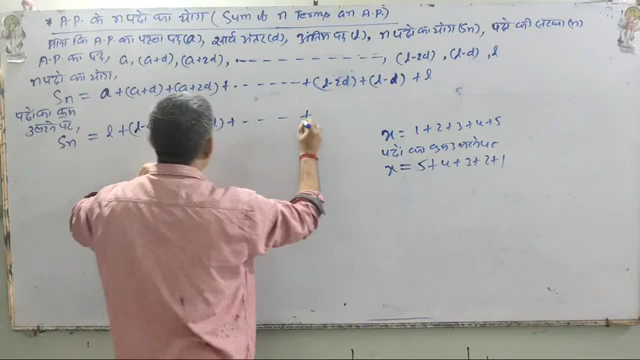 * A.P. के n पदों का योग ( Sum of n Terms an A.P.)
माना कि A.P. का पहला पद (a), सार्व अंतर (d), अंतिम पद (l), n पदों का योग (Sn), पदों की संख्या (n)
A.P. का पद, a, (a+d), (a+2d), ------------, (l-2d), (l-d), l
n पदों का योग,
Sn = a + (a+d) + (a+2d) + ------- + (l-2d) + (l-d) + l
पदों का क्रम
उलटने पर,
Sn = l + (l-d) + ---- +
x = 1+2+3+4+5
पदों का क्रम उलटने पर
x = 5+4+3+2+1